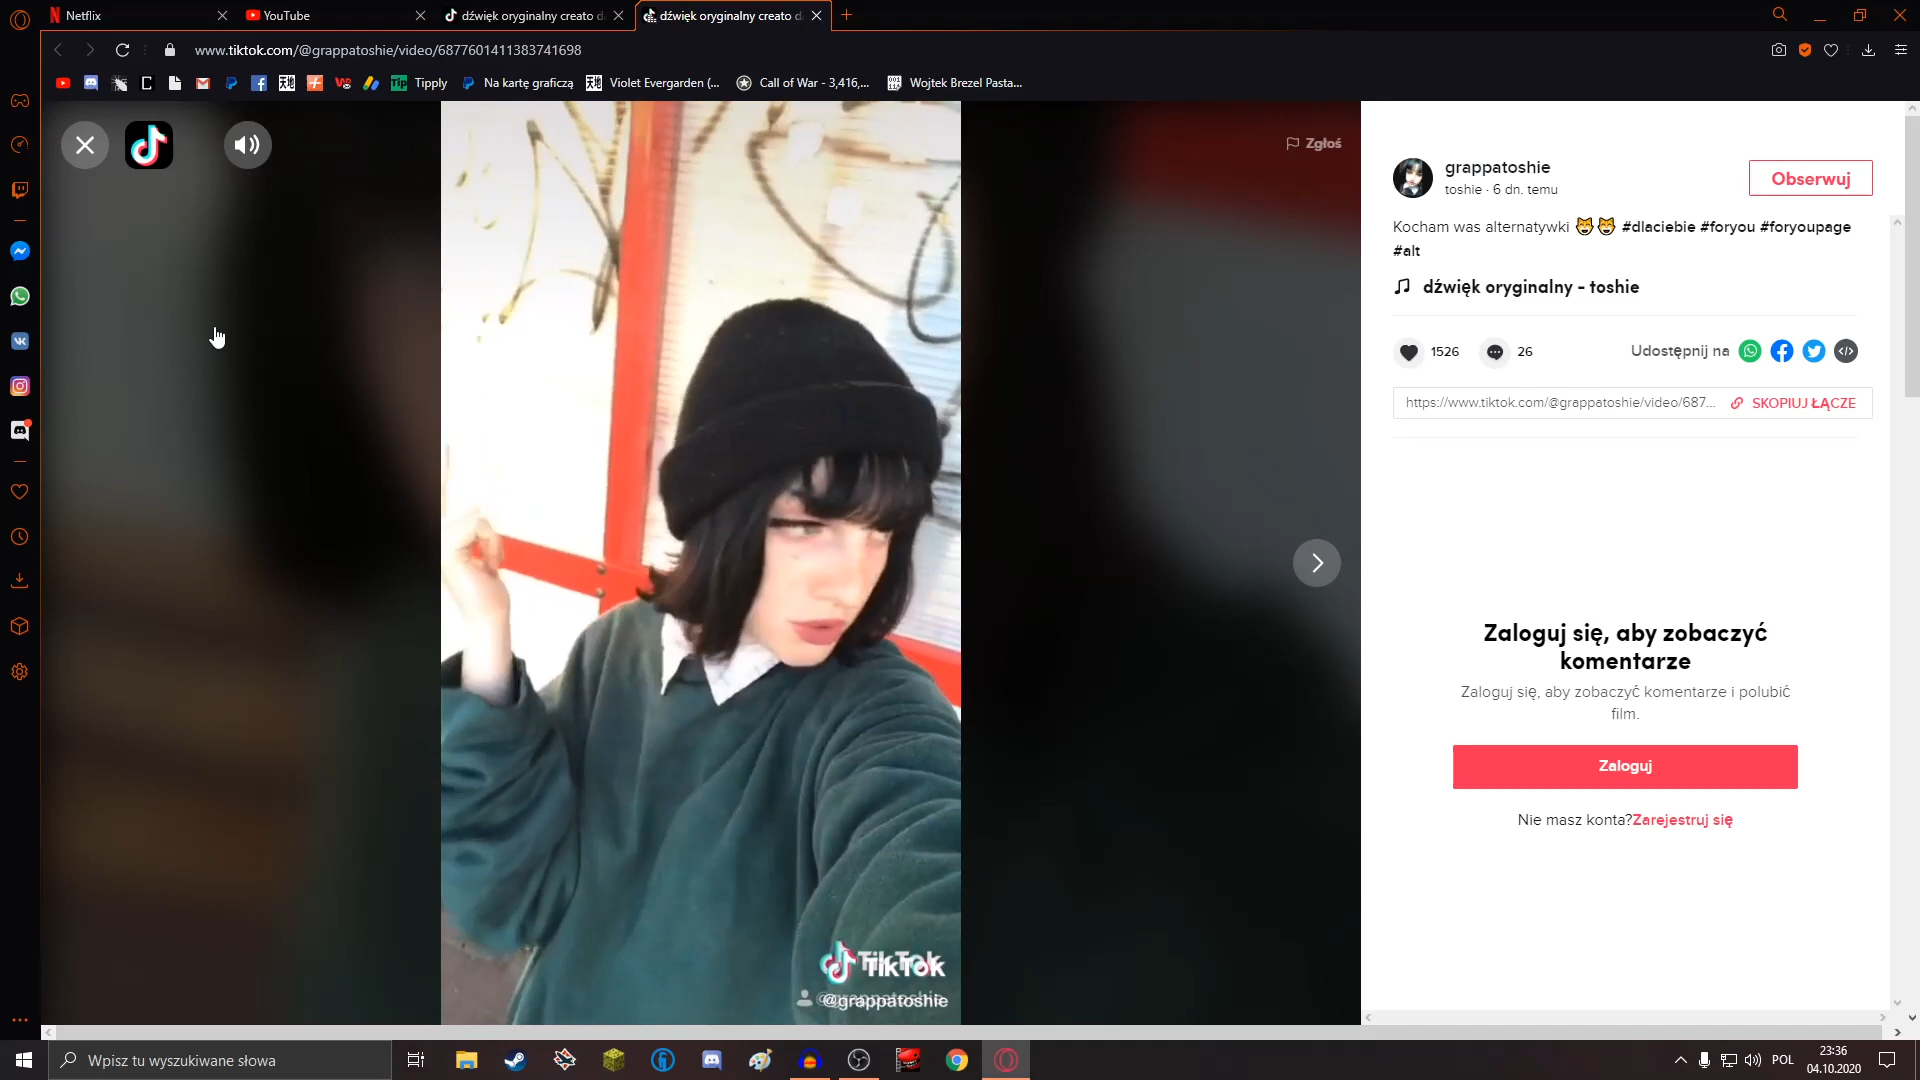 Netflix
YouTube
dźwięk oryginalny creato d
dźwięk oryginalny creato d
www.tiktok.com/@grappatoshie/video/6877601411383741698
Tipply
Na kartę graficzą
Violet Evergarden (...
Call of War - 3,416,...
Wojtek Brezel Pasta...
Zgłoś
grappatoshie
toshie · 6 dn. temu
Obserwuj
Kocham was alternatywki 😸😸 #dlaciebie #foryou #foryoupage
#alt
dźwięk oryginalny - toshie
1526
26
Udostępnij na
https://www.tiktok.com/@grappatoshie/video/687...
SKOPIUJ ŁĄCZE
Zaloguj się, aby zobaczyć
komentarze
Zaloguj się, aby zobaczyć komentarze i polubić
film.
Zaloguj
Nie masz konta?Zarejestruj się
TikTok
@grappatoshie
Wpisz tu wyszukiwane słowa
POL
23:36
04.10.2020